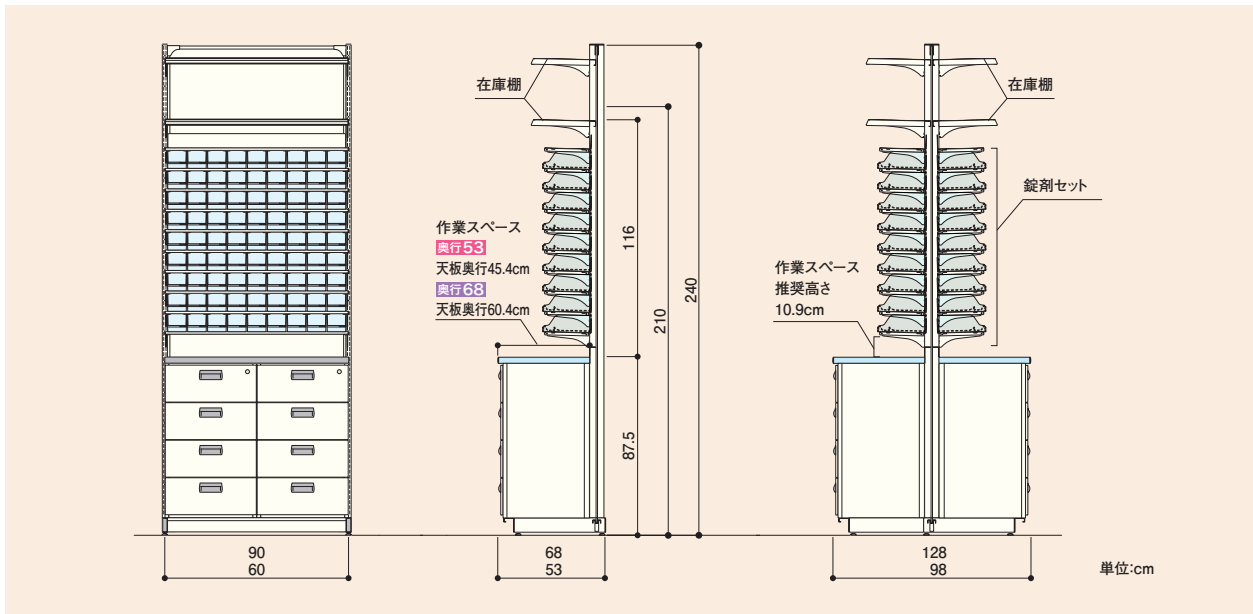 在庫棚
在庫棚
錠剤セット
作業スペース
奥行53
天板奥行45.4cm
奥行68
天板奥行60.4cm
作業スペース
推奨高さ
10.9cm
116
210
240
87.5
90
60
68
53
128
98
単位:cm